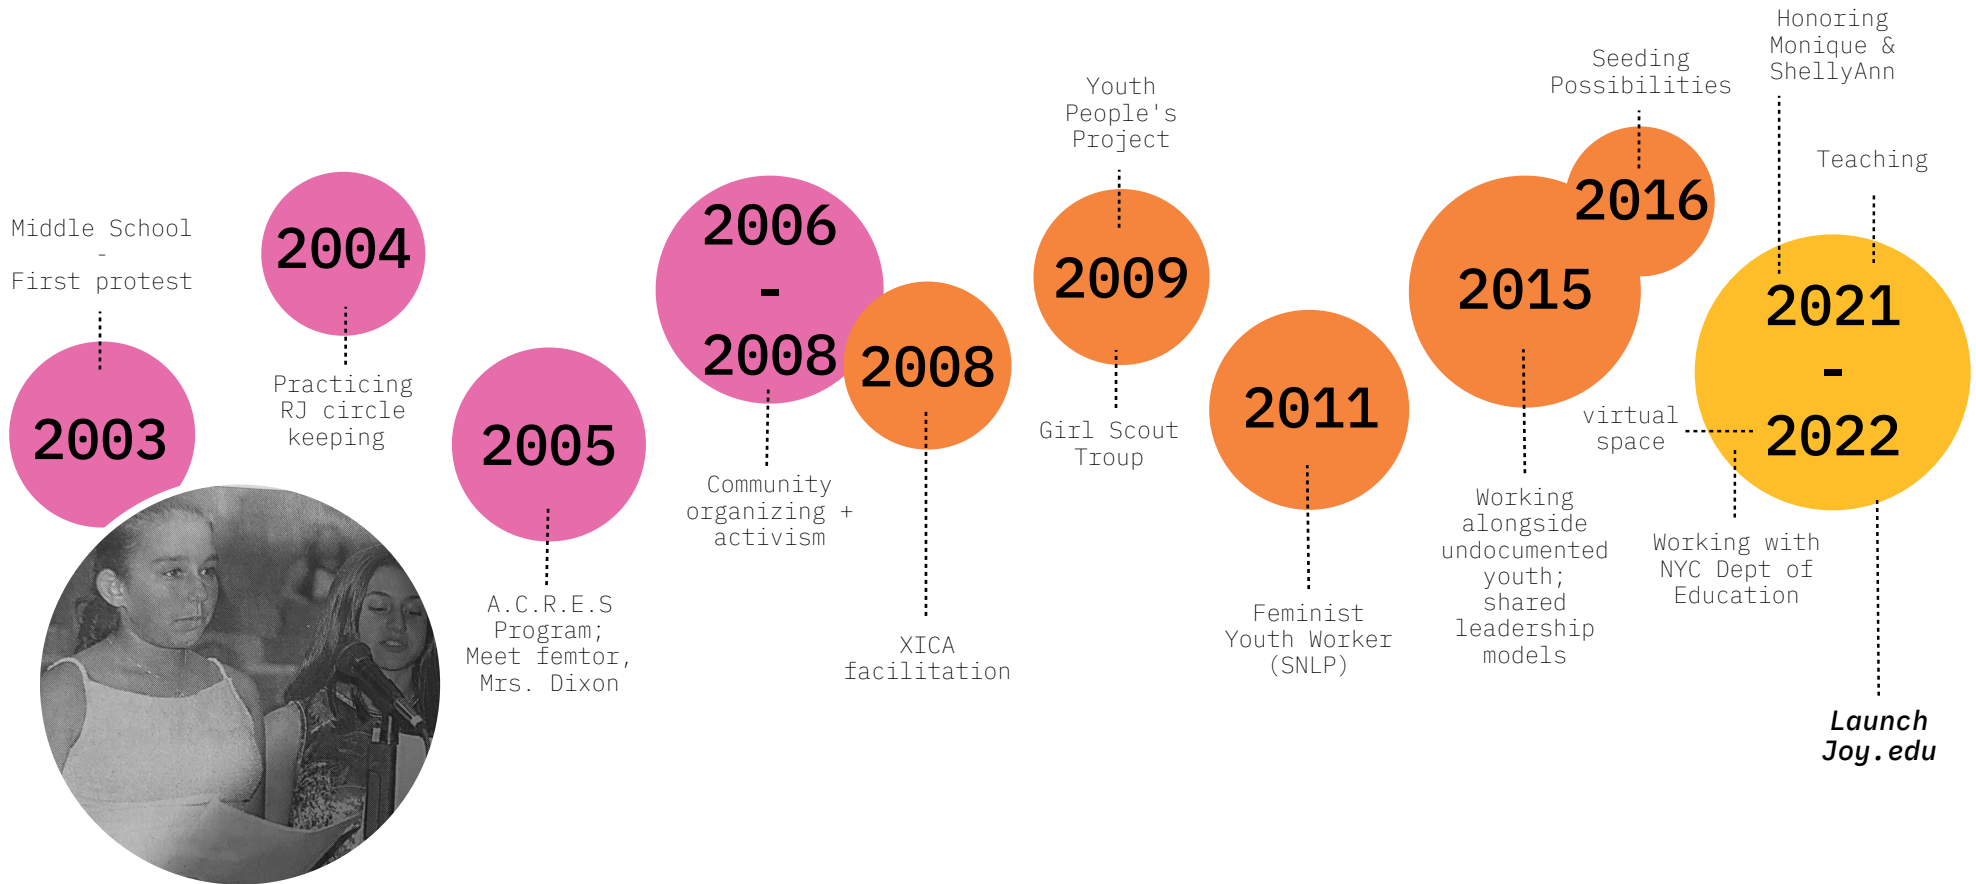 Middle School
-
First protest
2003
2004
Practicing
RJ circle
keeping
2005
A.C.R.E.S
Program;
Meet femtor,
Mrs. Dixon
2006
-
2008
Community
organizing +
activism
2008
XICA
facilitation
Youth
People's
Project
2009
Girl Scout
Troup
2011
Feminist
Youth Worker
(SNLP)
2015
Working
alongside
undocumented
youth;
shared
leadership
models
Seeding
Possibilities
2016
Honoring
Monique &
ShellyAnn
Teaching
2021
-
2022
virtual
space
Working with
NYC Dept of
Education
Launch
Joy.edu